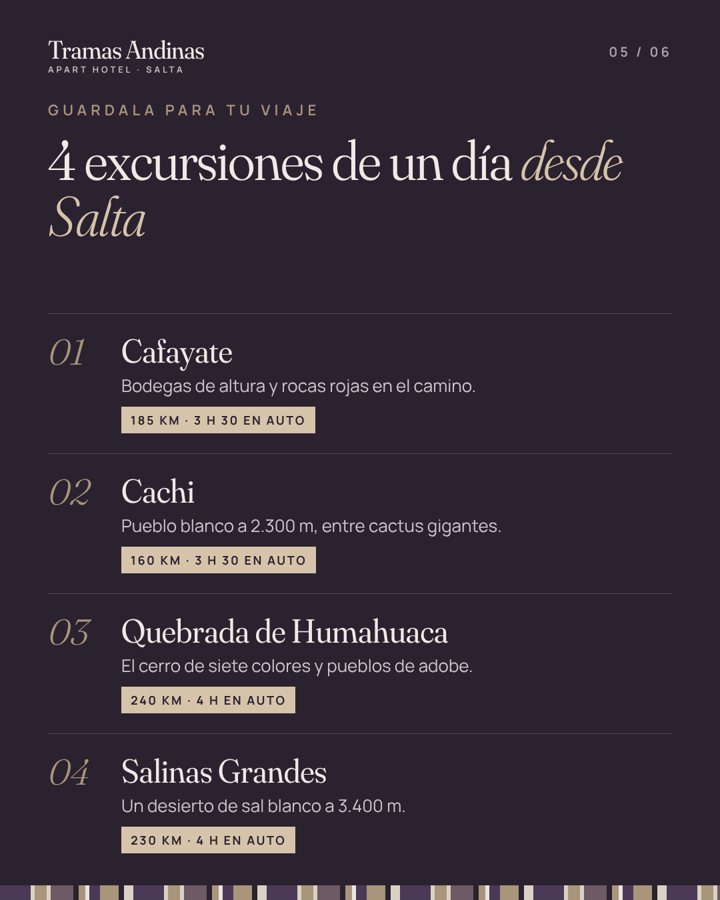 Tramas Andinas
APART HOTEL · SALTA
05 / 06
GUARDALA PARA TU VIAJE
4 excursiones de un día desde
Salta
01
Cafayate
Bodegas de altura y rocas rojas en el camino.
185 KM · 3 H 30 EN AUTO
02
Cachi
Pueblo blanco a 2.300 m, entre cactus gigantes.
160 KM · 3 H 30 EN AUTO
03
Quebrada de Humahuaca
El cerro de siete colores y pueblos de adobe.
240 KM · 4 H EN AUTO
04
Salinas Grandes
Un desierto de sal blanco a 3.400 m.
230 KM · 4 H EN AUTO